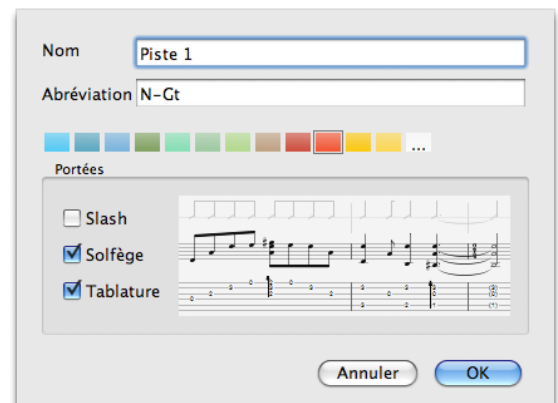 Nom Piste 1
Abréviation N-Gt
...
Portées
Slash
Solfège
Tablature
Annuler OK